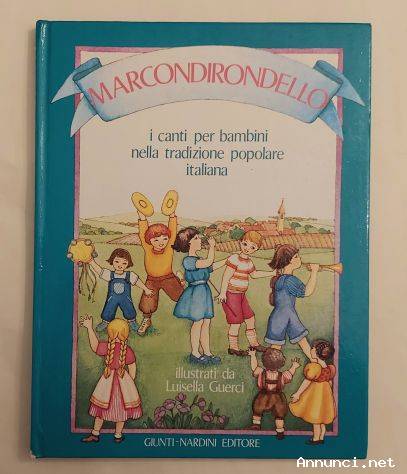 MARCONDIRONDELLO
i canti per bambini
nella tradizione popolare
italiana
illustrati da
Luisella Guerci
GIUNTI-NARDINI EDITORE
Annunci.net